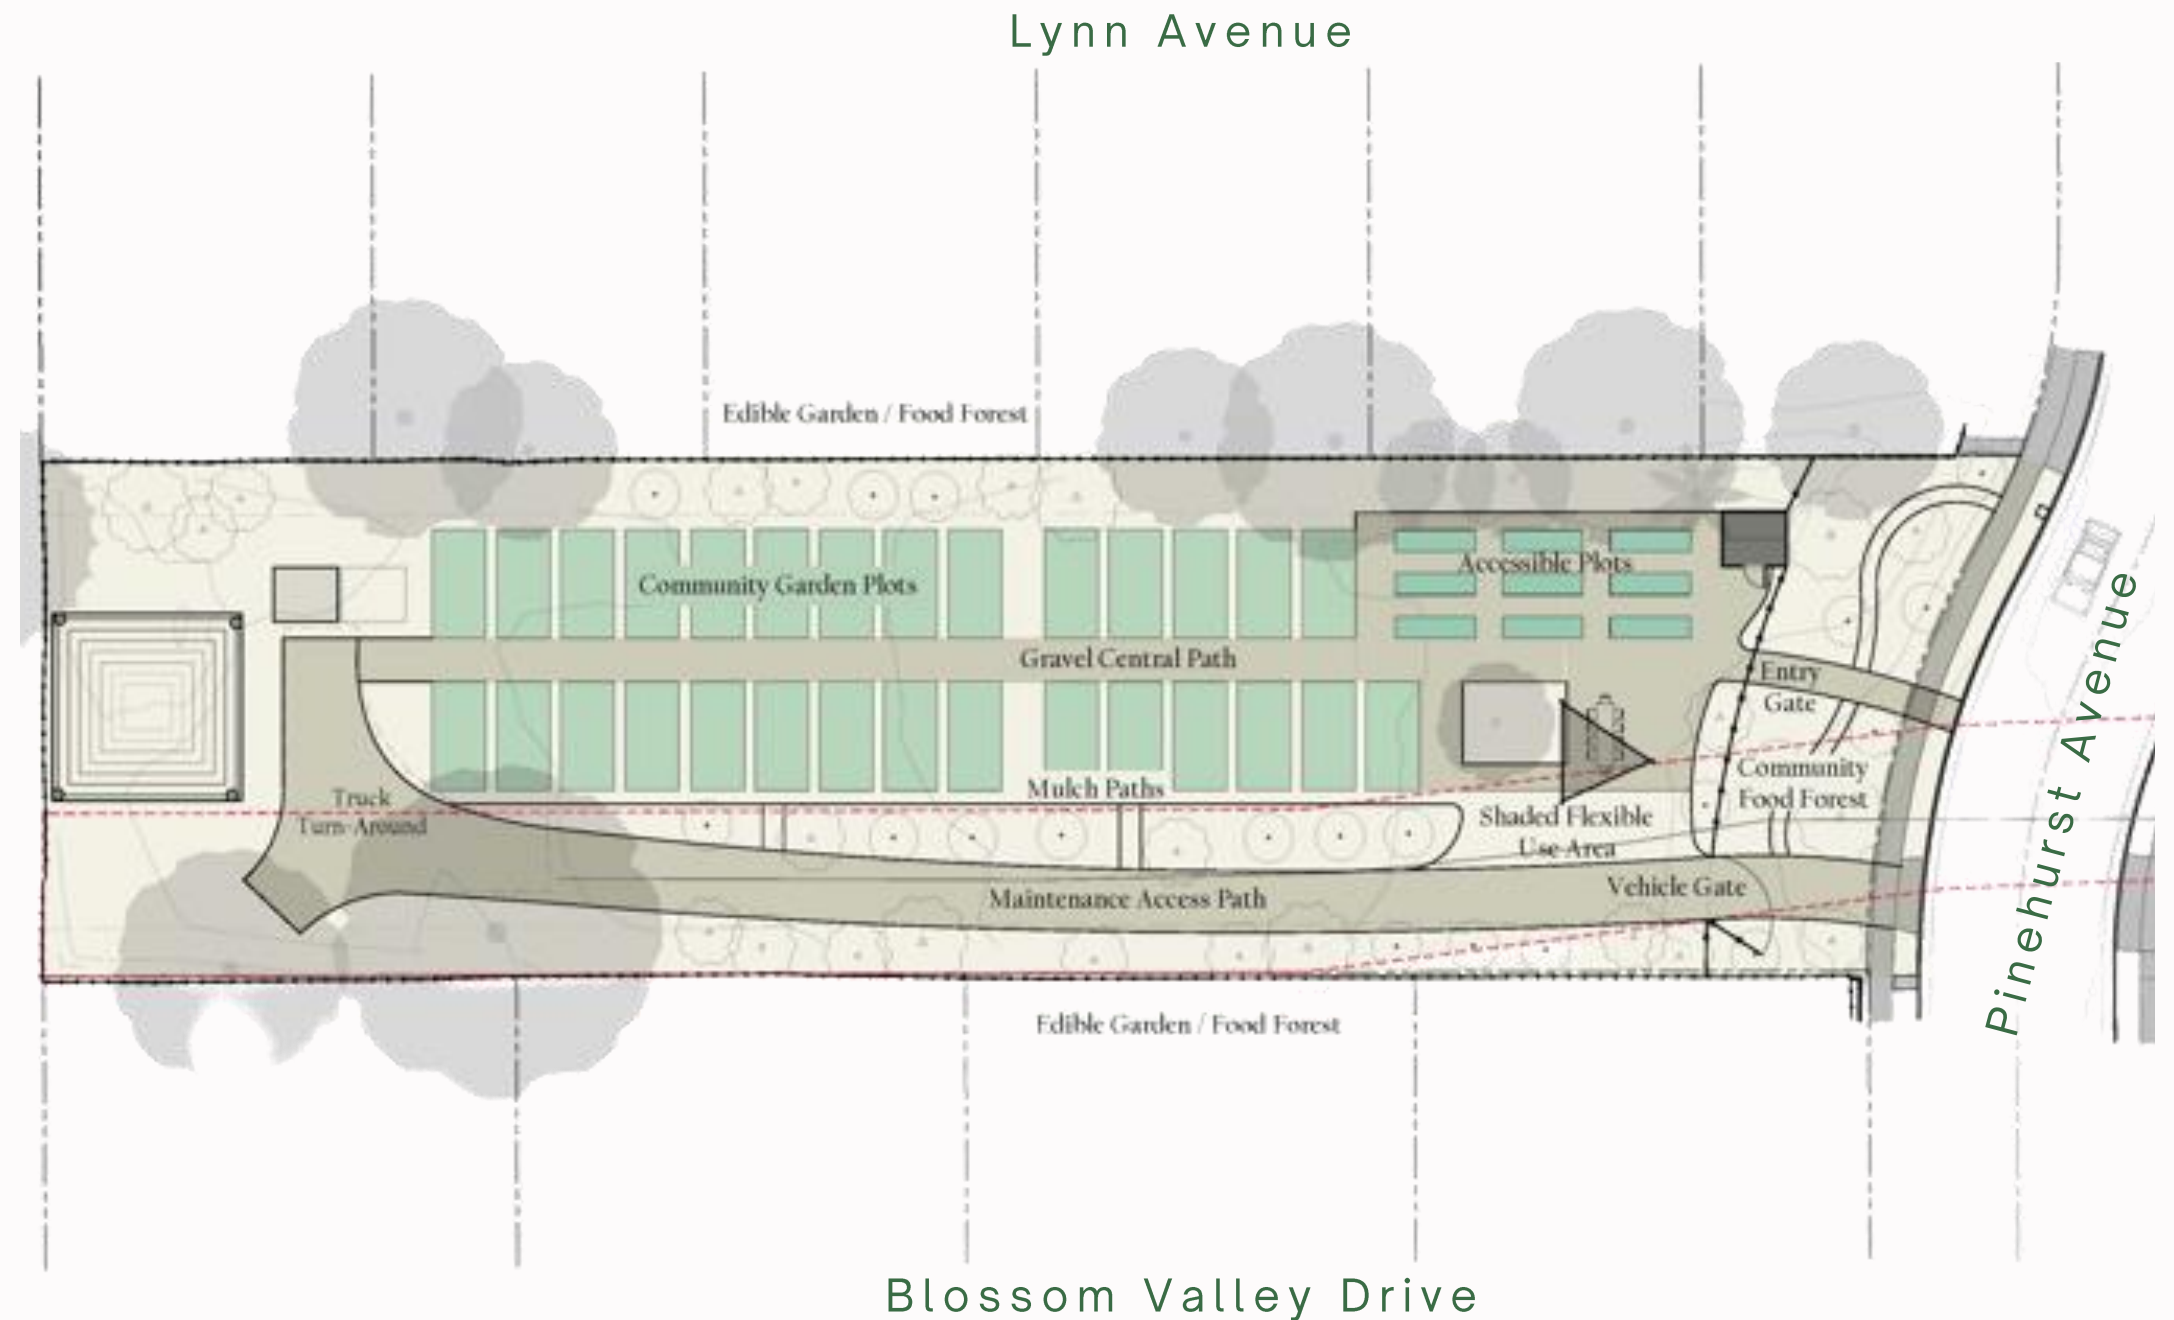 Lynn Avenue
Edible Garden / Food Forest
Community Garden Plots
Accessible Plots
Gravel Central Path
Entry
Gate
Mulch Paths
Community
Food Forest
Truck
Turn-Around
Shaded Flexible
Use Area
Maintenance Access Path
Vehicle Gate
Pinehurst Avenue
Edible Garden / Food Forest
Blossom Valley Drive